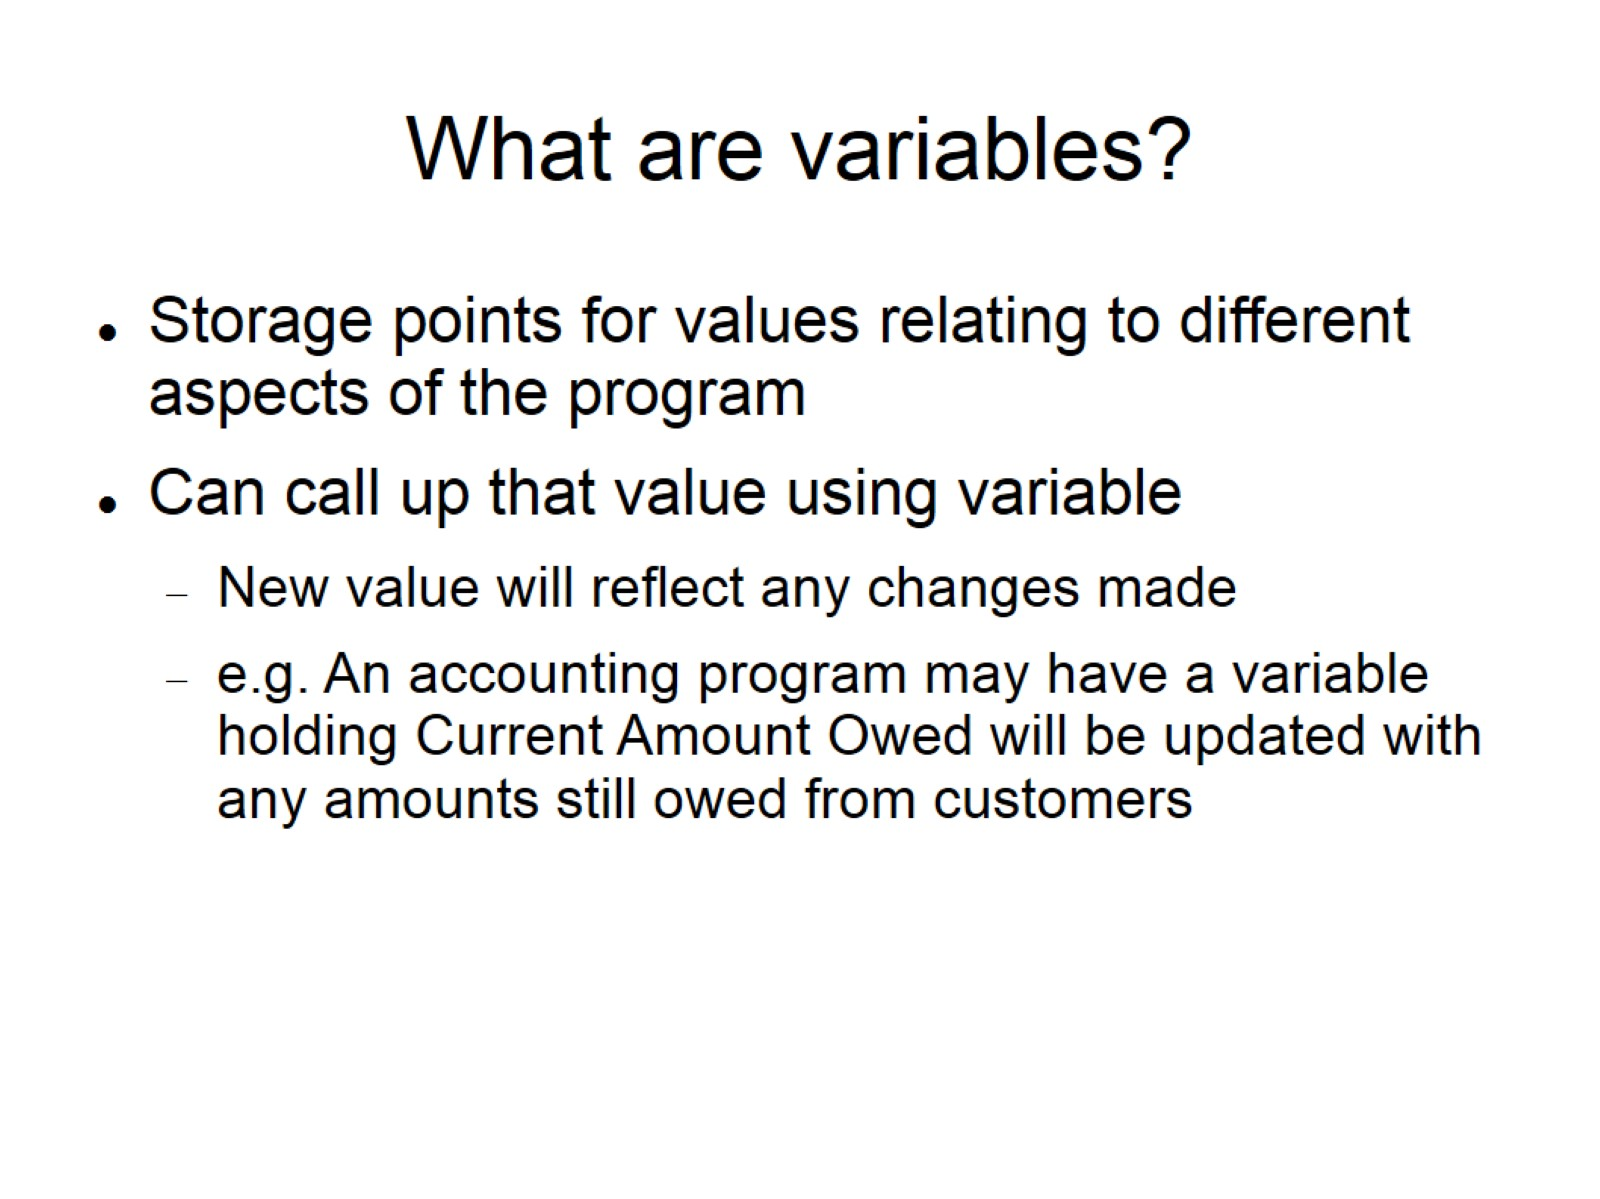 What are variables?
● Storage points for values relating to different
aspects of the program
● Can call up that value using variable
– New value will reflect any changes made
– e.g. An accounting program may have a variable
holding Current Amount Owed will be updated with
any amounts still owed from customers